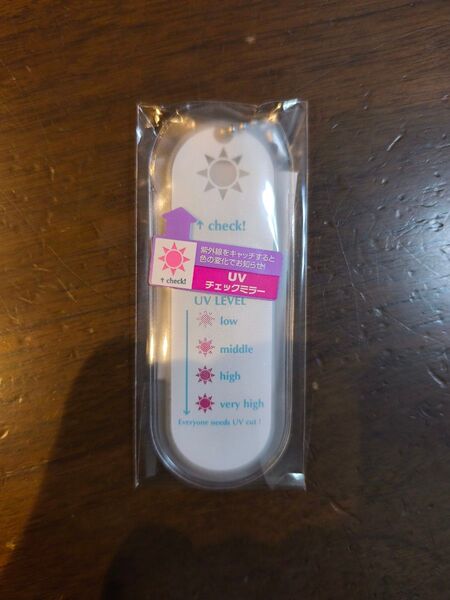 ↑ check!
紫外線をキャッチすると
色の変化でお知らせ!
↑ check!
UV
チェックミラー
UV LEVEL
low
middle
high
very high
Everyone needs UV cut !